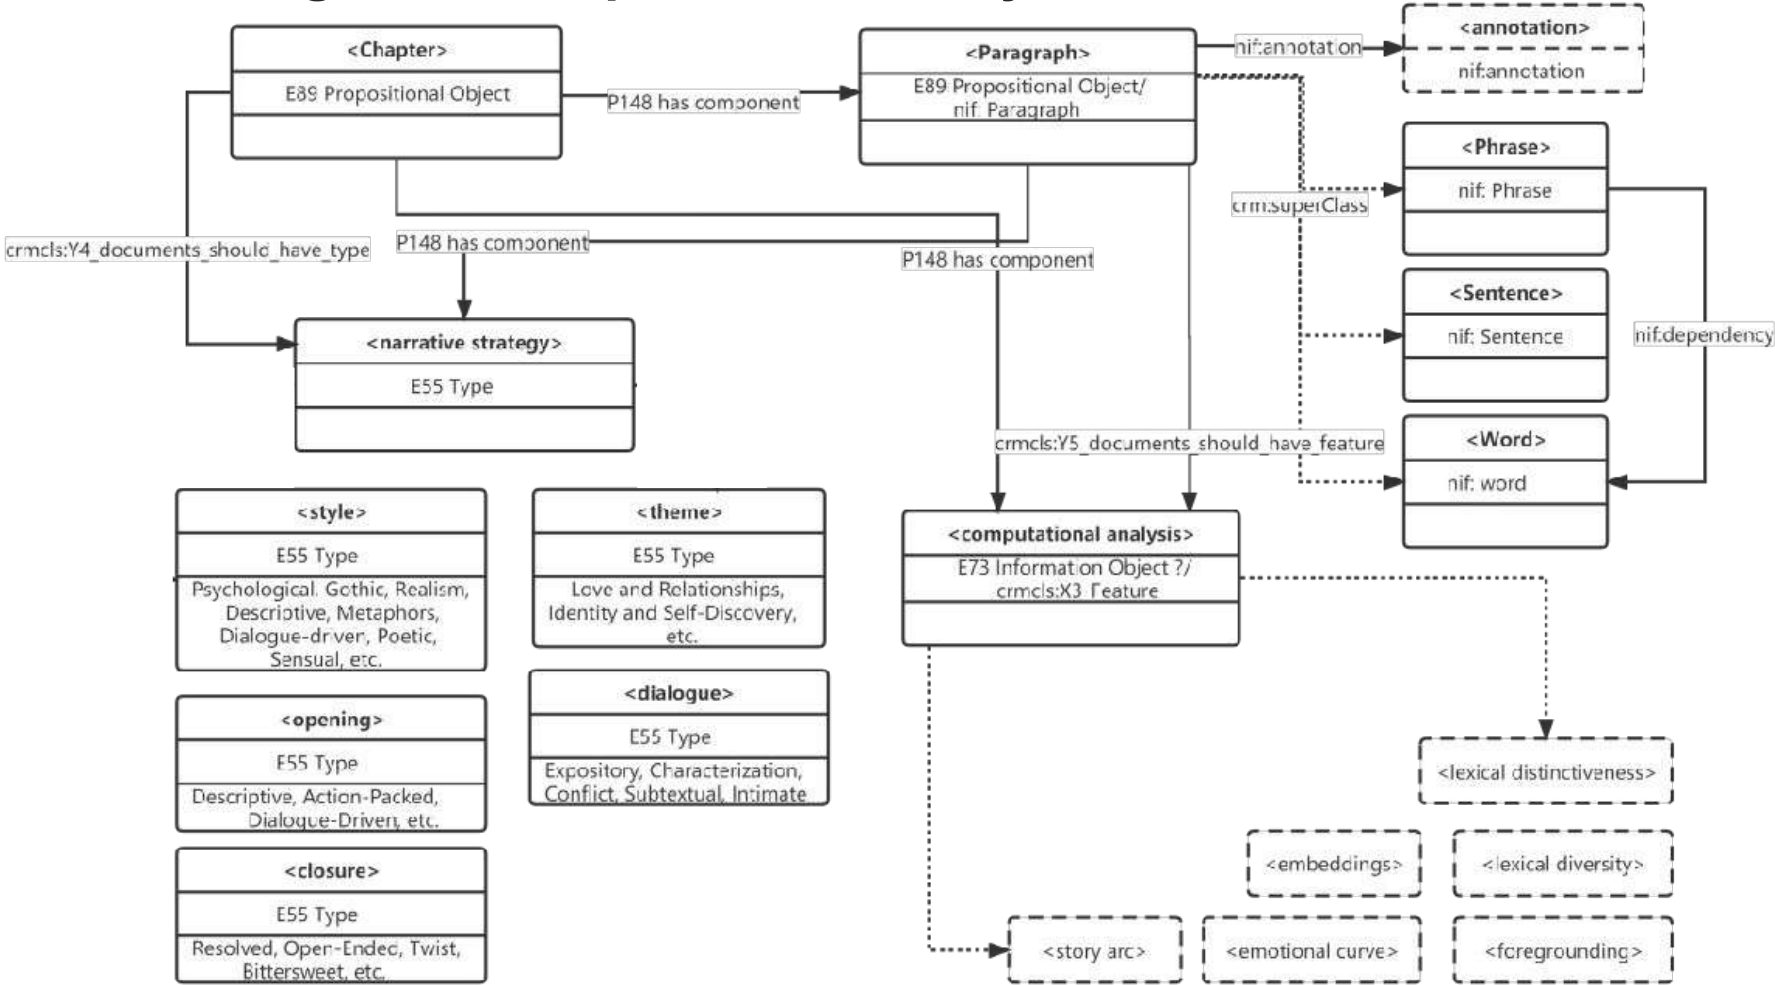 <Chapter>
E89 Propositional Object
P148 has component
<Paragraph>
E89 Propositional Object/
nif: Paragraph
nif:annotation
<annotation>
nif:annotation
<Phrase>
nif: Phrase
crm:superClass
<Sentence>
nif: Sentence
nif:dependency
<Word>
nif: word
crmcls:Y4_documents_should_have_type
P148 has component
P148 has component
<narrative strategy>
E55 Type
crmcls:Y5_documents_should_have_feature
<computational analysis>
E73 Information Object ?/
crmcls:X3_Feature
<style>
E55 Type
Psychological. Gothic, Realism,
Descriptive, Metaphors,
Dialogue-driven, Poetic,
Sensual, etc.
<theme>
E55 Type
Love and Relationships,
Identity and Self-Discovery,
etc.
<opening>
E55 Type
Descriptive, Action-Packed,
Dialogue-Driven, etc.
<dialogue>
E55 Type
Expository, Characterization,
Conflict, Subtextual, Intimate
<closure>
E55 Type
Resolved, Open-Ended, Twist,
Bittersweet, etc.
<lexical distinctiveness>
<embeddings>
<lexical diversity>
<story arc>
<emotional curve>
<foregrounding>